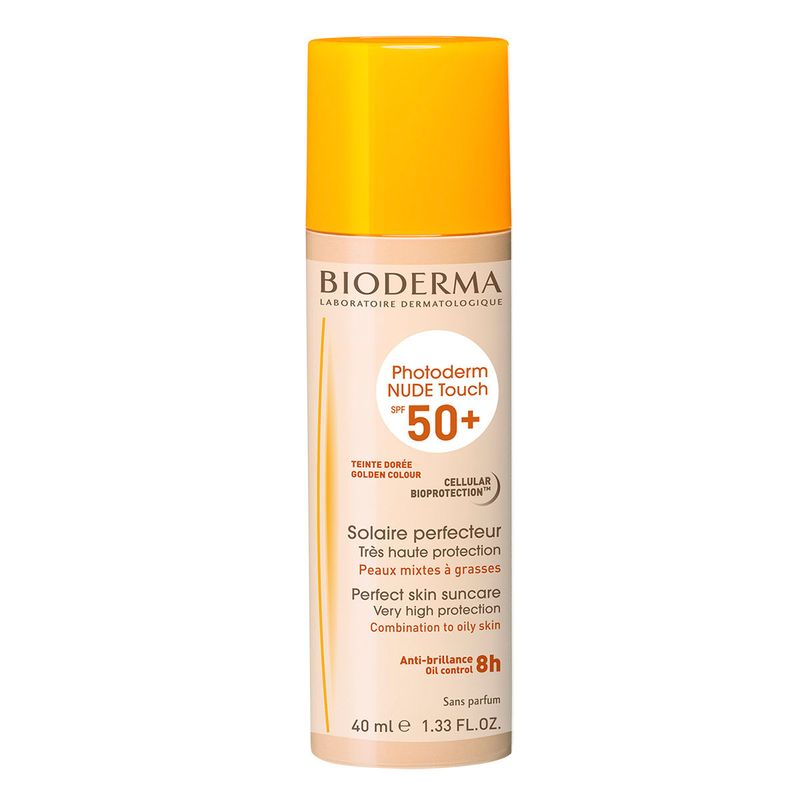 BIODERMA
LABORATOIRE DERMATOLOGIQUE
Photoderm
NUDE Touch
SPF 50+
TEINTE DORÉE
GOLDEN COLOUR
CELLULAR
BIOPROTECTION™
Solaire perfecteur
Très haute protection
Peaux mixtes à grasses
Perfect skin suncare
Very high protection
Combination to oily skin
Anti-brillance
Oil control 8h
Sans parfum
40 ml ℮ 1.33 FL.OZ.